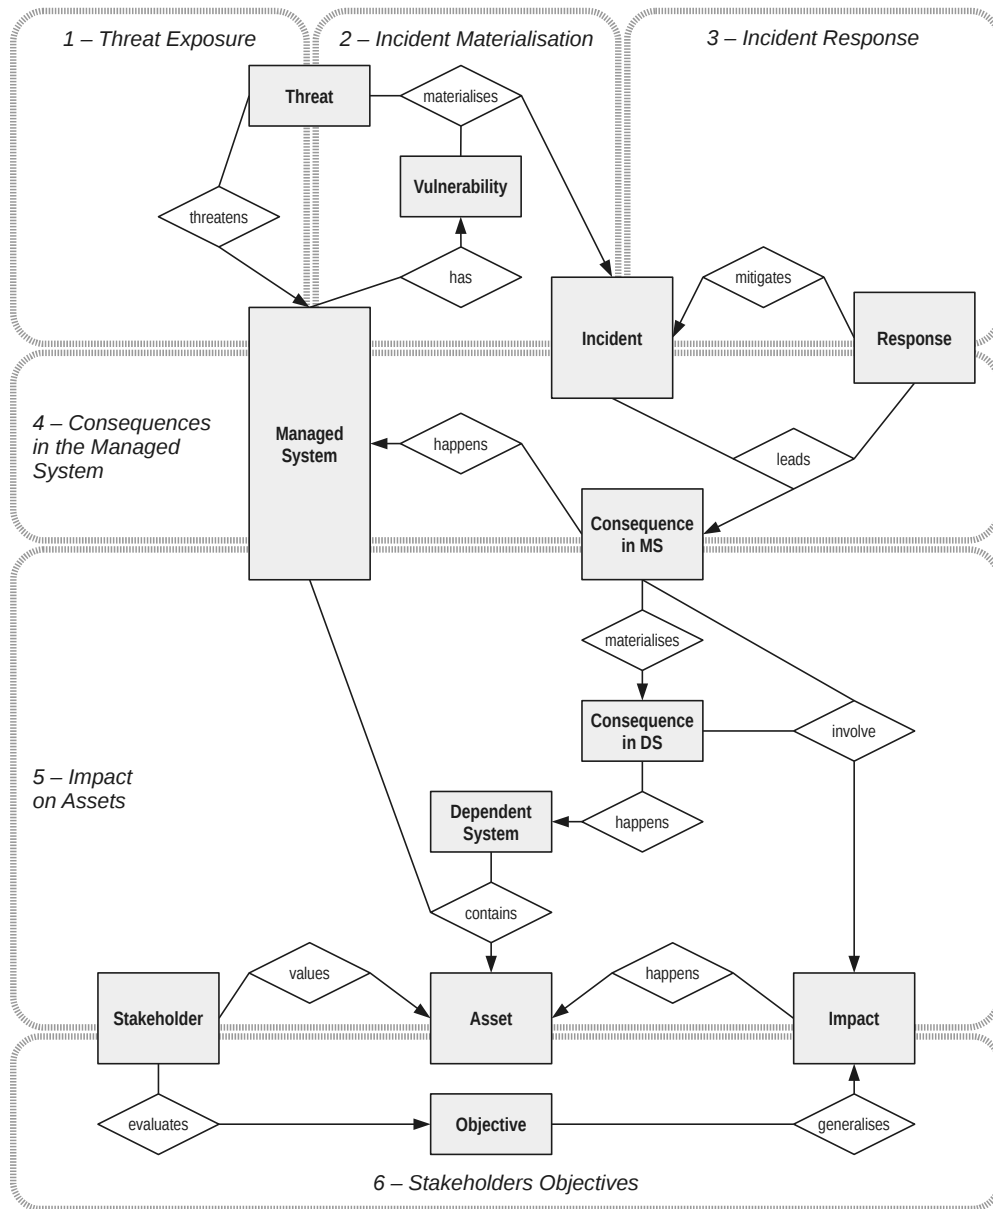 1 – Threat Exposure
2 – Incident Materialisation
3 – Incident Response
Threat
materialises
Vulnerability
threatens
has
mitigates
Incident
Response
4 – Consequences
in the Managed
System
Managed
System
happens
leads
Consequence
in MS
materialises
Consequence
in DS
involve
5 – Impact
on Assets
Dependent
System
happens
contains
values
happens
Stakeholder
Asset
Impact
evaluates
Objective
generalises
6 – Stakeholders Objectives